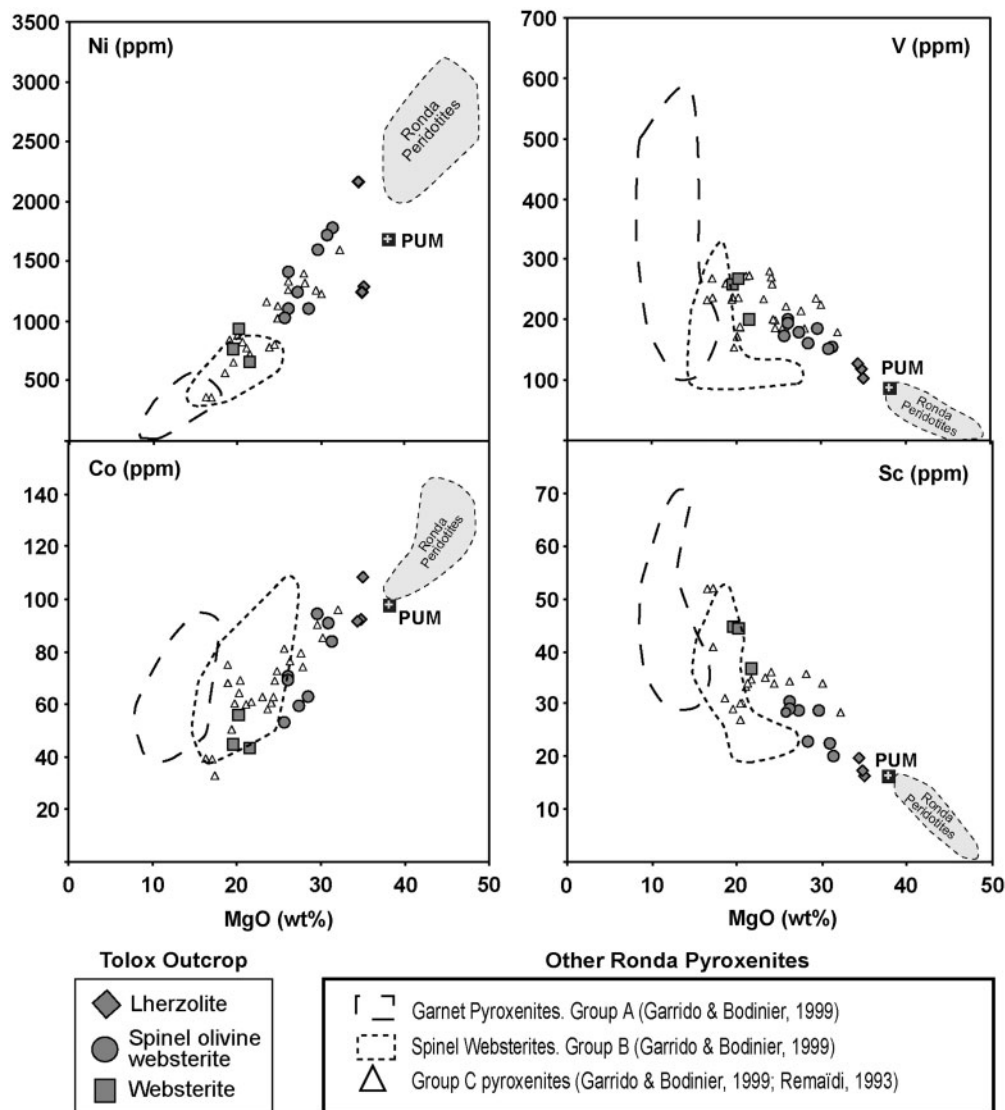 Ni (ppm)
3500
3000
2500
2000
1500
1000
500
Ronda
Peridotites
PUM
V (ppm)
700
600
500
400
300
200
100
PUM
Ronda
Peridotites
Co (ppm)
140
120
100
80
60
40
20
Ronda
Peridotites
PUM
0 10 20 30 40 50
MgO (wt%)
Sc (ppm)
70
60
50
40
30
20
10
PUM
Ronda
Peridotites
0 10 20 30 40 50
MgO (wt%)
Tolox Outcrop
Lherzolite
Spinel olivine
websterite
Websterite
Other Ronda Pyroxenites
Garnet Pyroxenites. Group A (Garrido & Bodinier, 1999)
Spinel Websterites. Group B (Garrido & Bodinier, 1999)
Group C pyroxenites (Garrido & Bodinier, 1999; Remaïdi, 1993)